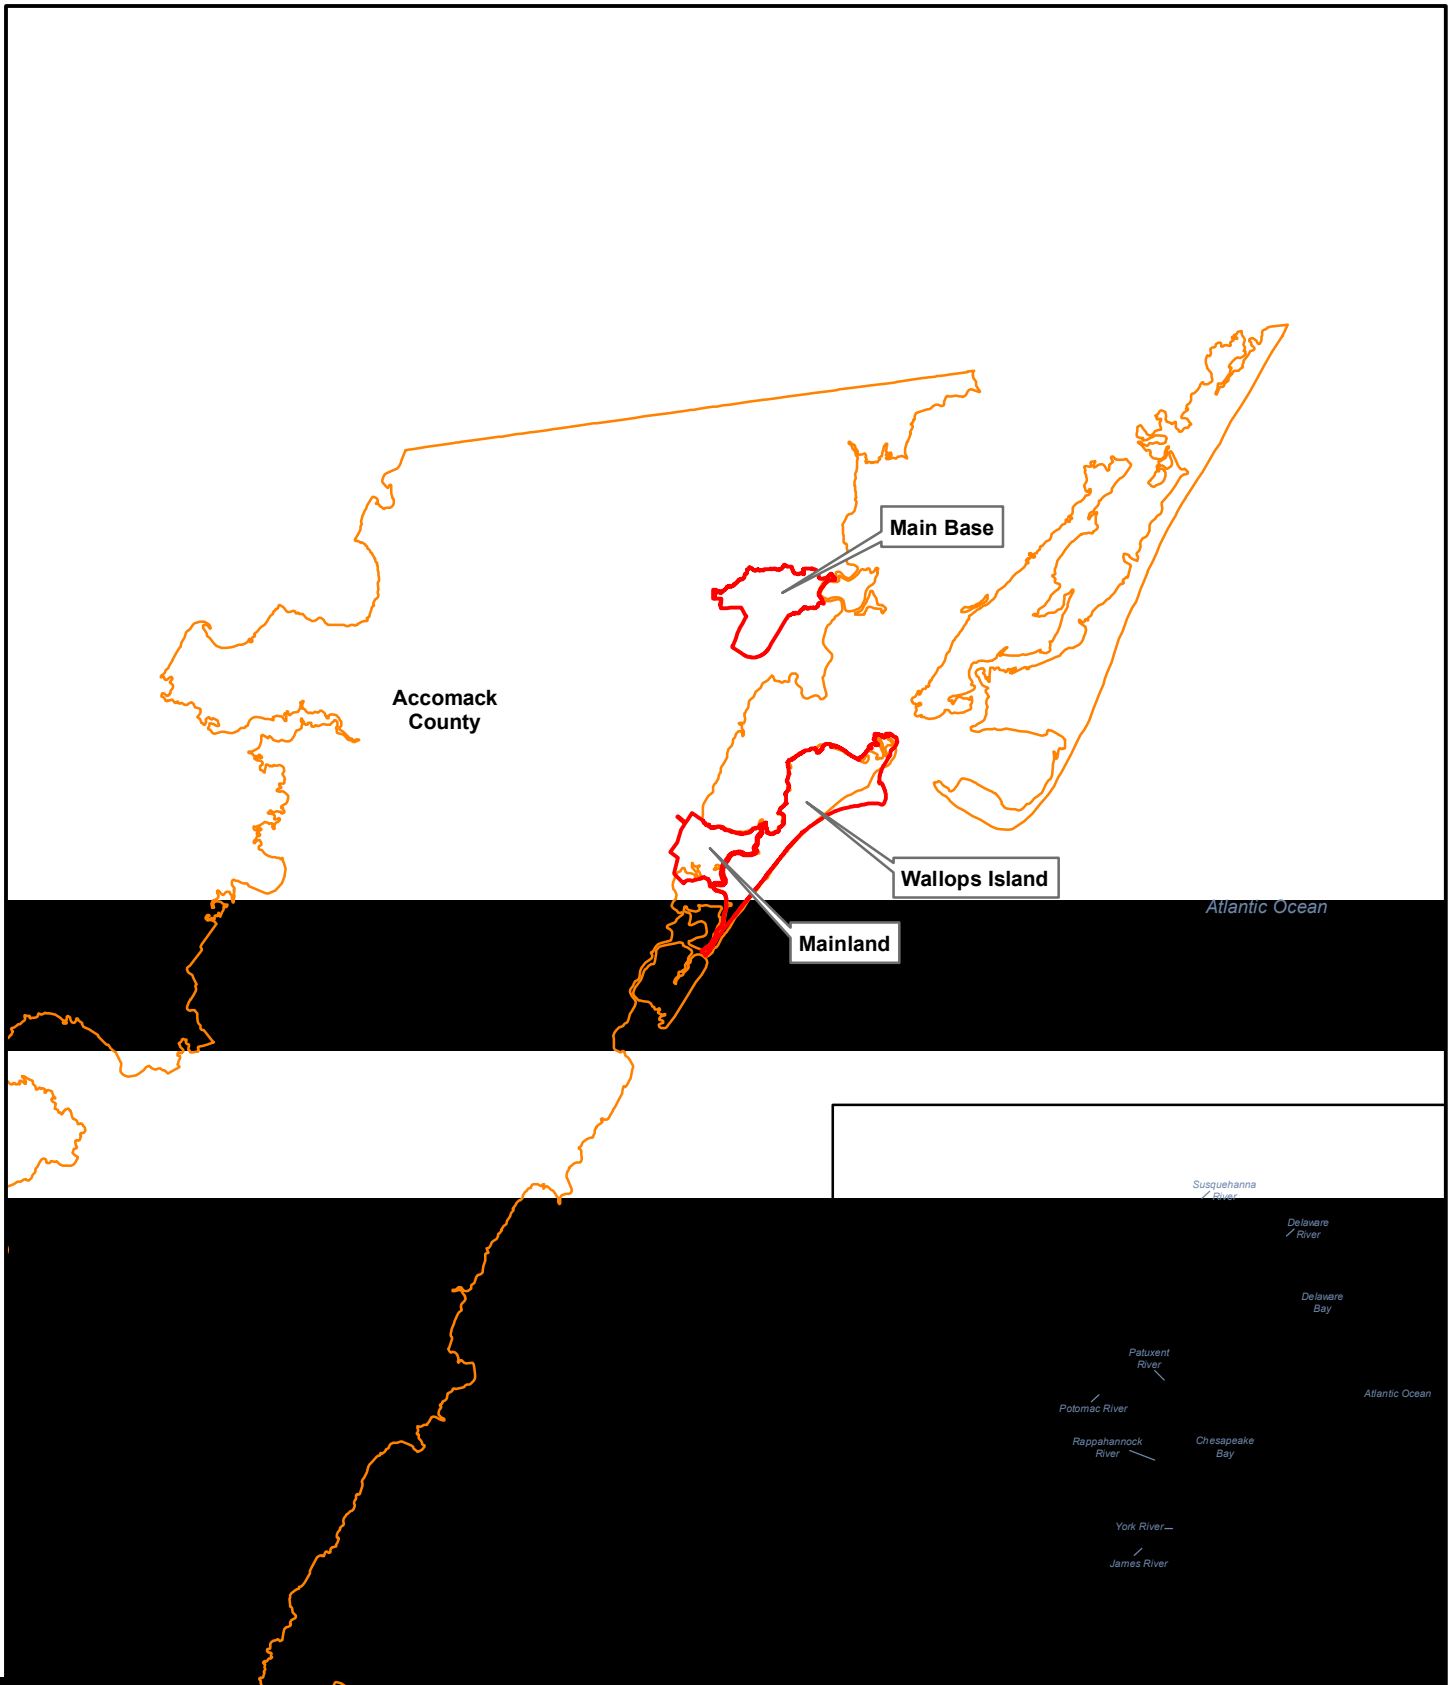 Main Base
Accomack
County
Wallops Island
Atlantic Ocean
Mainland
Susquehanna
River
Delaware
River
Delaware
Bay
Patuxent
River
Atlantic Ocean
Potomac River
Rappahannock
River
Chesapeake
Bay
York River
James River